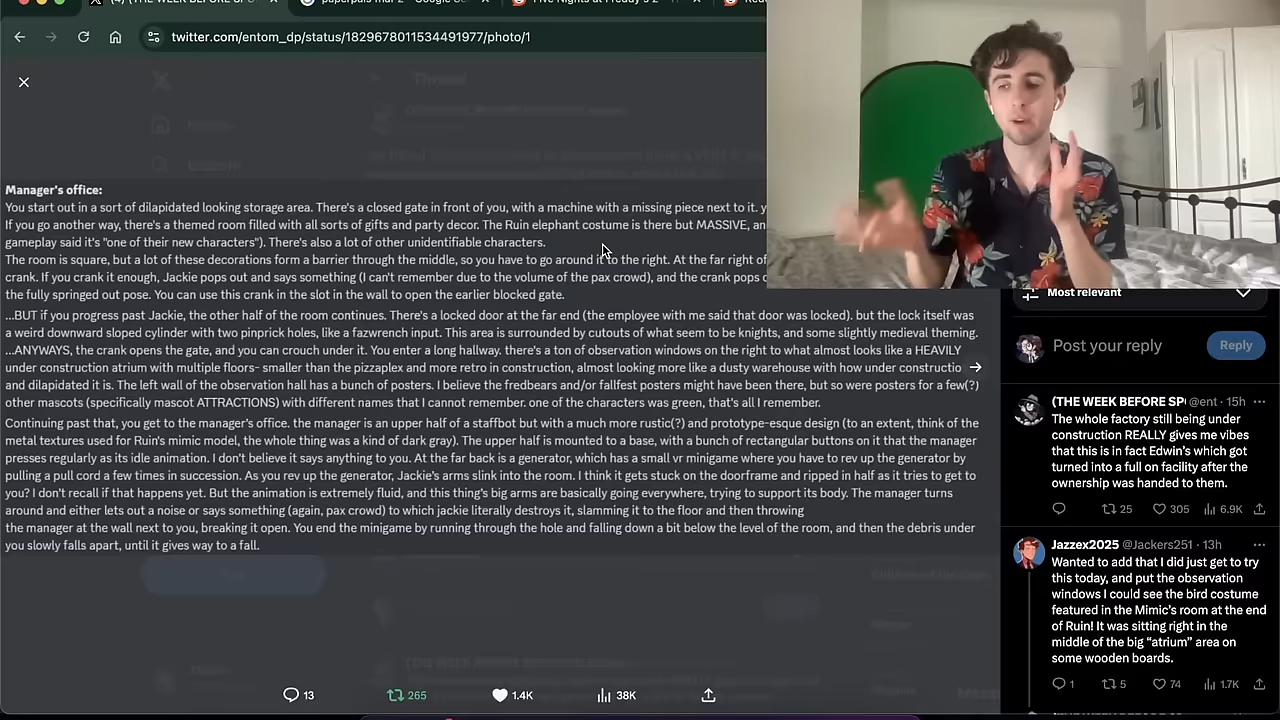 twitter.com/entom_dp/status/1829678011534491977/photo/1
Manager's office:
You start out in a sort of dilapidated looking storage area. There's a closed gate in front of you, with a machine with a missing piece next to it. y
If you go another way, there's a themed room filled with all sorts of gifts and party decor. The Ruin elephant costume is there but MASSIVE, an
gameplay said it's "one of their new characters"). There's also a lot of other unidentifiable characters.
The room is square, but a lot of these decorations form a barrier through the middle, so you have to go around it to the right. At the far right of
crank. If you crank it enough, Jackie pops out and says something (I can't remember due to the volume of the pax crowd), and the crank pops o
the fully springed out pose. You can use this crank in the slot in the wall to open the earlier blocked gate.
...BUT if you progress past Jackie, the other half of the room continues. There's a locked door at the far end (the employee with me said that door was locked). but the lock itself was
a weird downward sloped cylinder with two pinprick holes, like a fazwrench input. This area is surrounded by cutouts of what seem to be knights, and some slightly medieval theming.
...ANYWAYS, the crank opens the gate, and you can crouch under it. You enter a long hallway. there's a ton of observation windows on the right to what almost looks like a HEAVILY
under construction atrium with multiple floors- smaller than the pizzaplex and more retro in construction, almost looking more like a dusty warehouse with how under constructio
and dilapidated it is. The left wall of the observation hall has a bunch of posters. I believe the fredbears and/or fallfest posters might have been there, but so were posters for a few(?)
other mascots (specifically mascot ATTRACTIONS) with different names that I cannot remember. one of the characters was green, that's all I remember.
Continuing past that, you get to the manager's office. the manager is an upper half of a staffbot but with a much more rustic(?) and prototype-esque design (to an extent, think of the
metal textures used for Ruin's mimic model, the whole thing was a kind of dark gray). The upper half is mounted to a base, with a bunch of rectangular buttons on it that the manager
presses regularly as its idle animation. I don't believe it says anything to you. At the far back is a generator, which has a small vr minigame where you have to rev up the generator by
pulling a pull cord a few times in succession. As you rev up the generator, Jackie's arms slink into the room. I think it gets stuck on the doorframe and ripped in half as it tries to get to
you? I don't recall if that happens yet. But the animation is extremely fluid, and this thing's big arms are basically going everywhere, trying to support its body. The manager turns
around and either lets out a noise or says something (again, pax crowd) to which jackie literally destroys it, slamming it to the floor and then throwing
the manager at the wall next to you, breaking it open. You end the minigame by running through the hole and falling down a bit below the level of the room, and then the debris under
you slowly falls apart, until it gives way to a fall.
13
265
1.4K
38K
Most relevant
Post your reply
Reply
(THE WEEK BEFORE SP @ent · 15h
The whole factory still being under
construction REALLY gives me vibes
that this is in fact Edwin's which got
turned into a full on facility after the
ownership was handed to them.
25
305
6.9K
Jazzex2025 @Jackers251 · 13h
Wanted to add that I did just get to try
this today, and put the observation
windows I could see the bird costume
featured in the Mimic's room at the end
of Ruin! It was sitting right in the
middle of the big "atrium" area on
some wooden boards.
1
5
74
1.7K